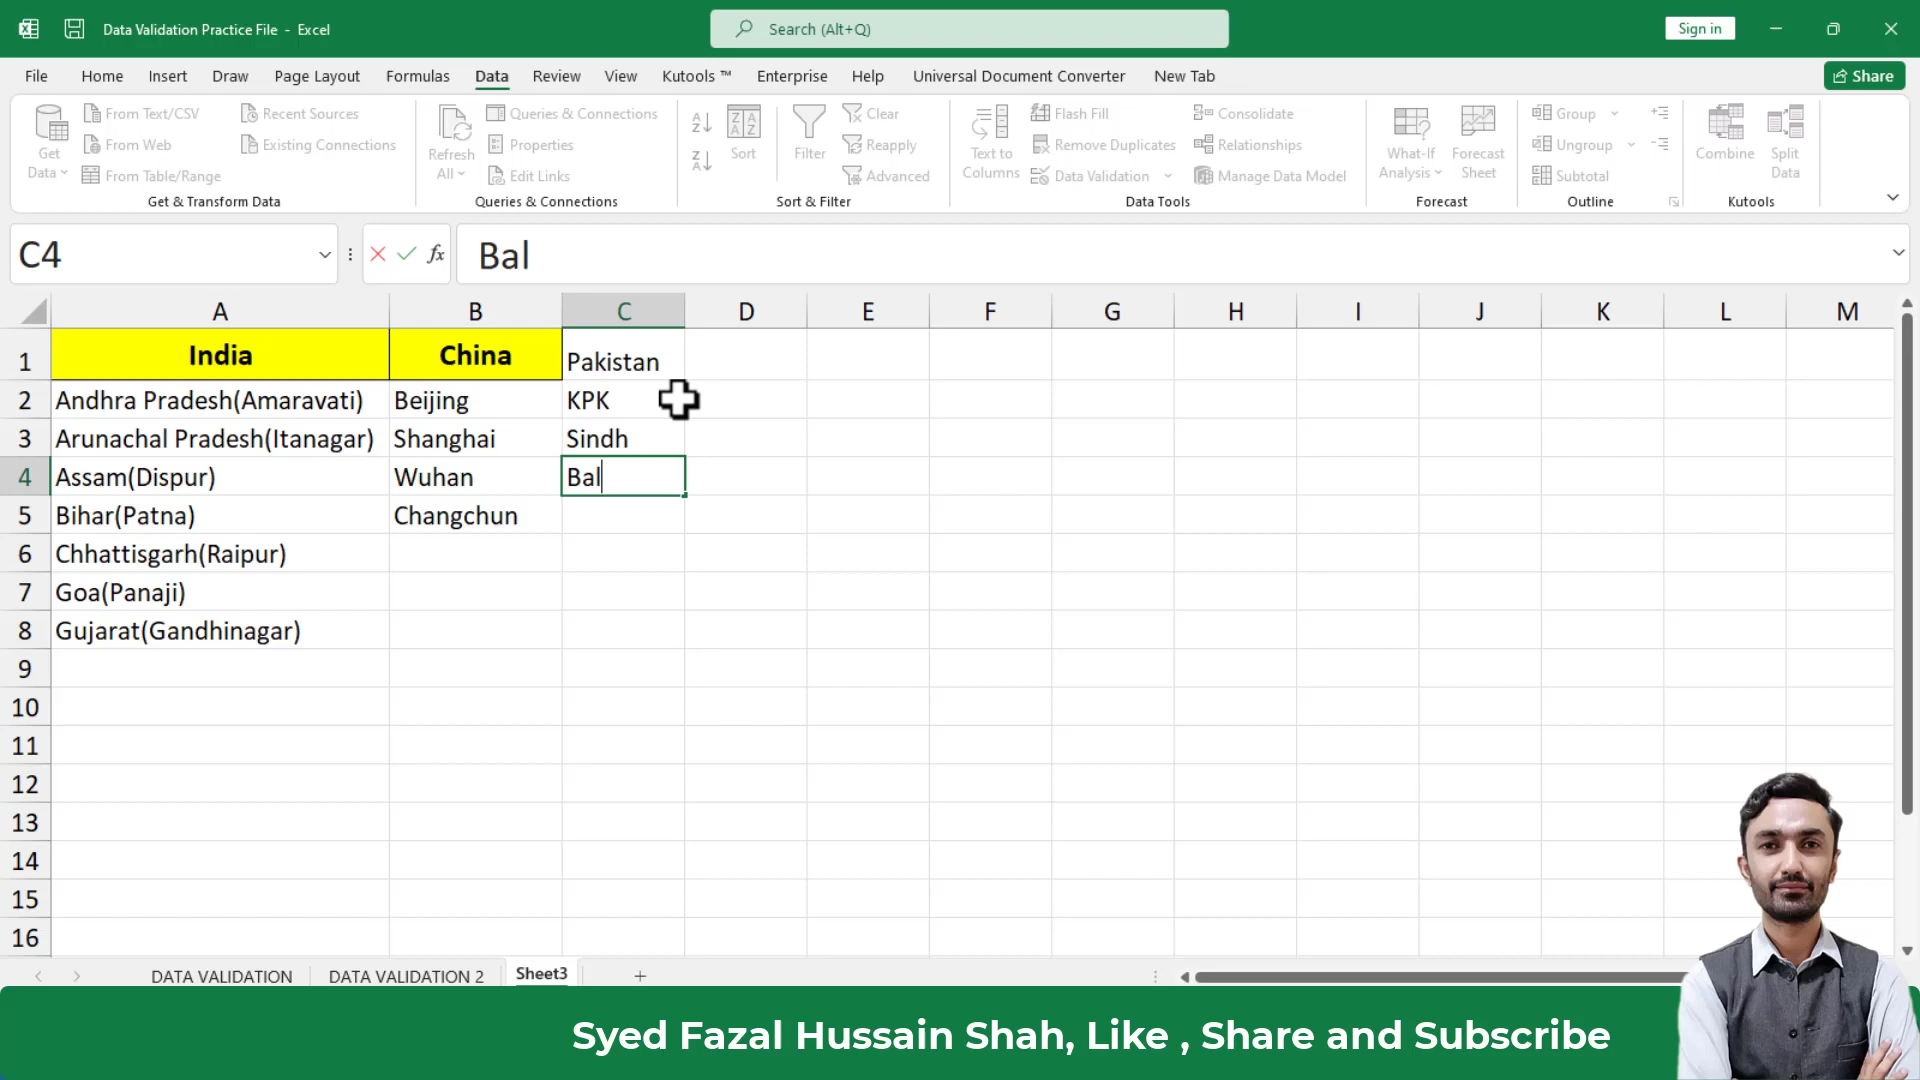 Data Validation Practice File - Excel
Search (Alt+Q)
Sign in
File Home Insert Draw Page Layout Formulas Data Review View Kutools ™ Enterprise Help Universal Document Converter New Tab
Share
Get Data
From Text/CSV
From Web
From Table/Range
Recent Sources
Existing Connections
Get & Transform Data
Refresh All
Queries & Connections
Properties
Edit Links
Queries & Connections
Sort
Filter
Clear
Reapply
Advanced
Sort & Filter
Text to Columns
Flash Fill
Remove Duplicates
Data Validation
Consolidate
Relationships
Manage Data Model
Data Tools
What-If Analysis
Forecast Sheet
Forecast
Group
Ungroup
Subtotal
Outline
Combine
Split Data
Kutools
C4
fx
Bal
A B C D E F G H I J K L M
1 India China Pakistan
2 Andhra Pradesh(Amaravati) Beijing KPK
3 Arunachal Pradesh(Itanagar) Shanghai Sindh
4 Assam(Dispur) Wuhan Bal
5 Bihar(Patna) Changchun
6 Chhattisgarh(Raipur)
7 Goa(Panaji)
8 Gujarat(Gandhinagar)
9
10
11
12
13
14
15
16
DATA VALIDATION DATA VALIDATION 2 Sheet3
Syed Fazal Hussain Shah, Like , Share and Subscribe